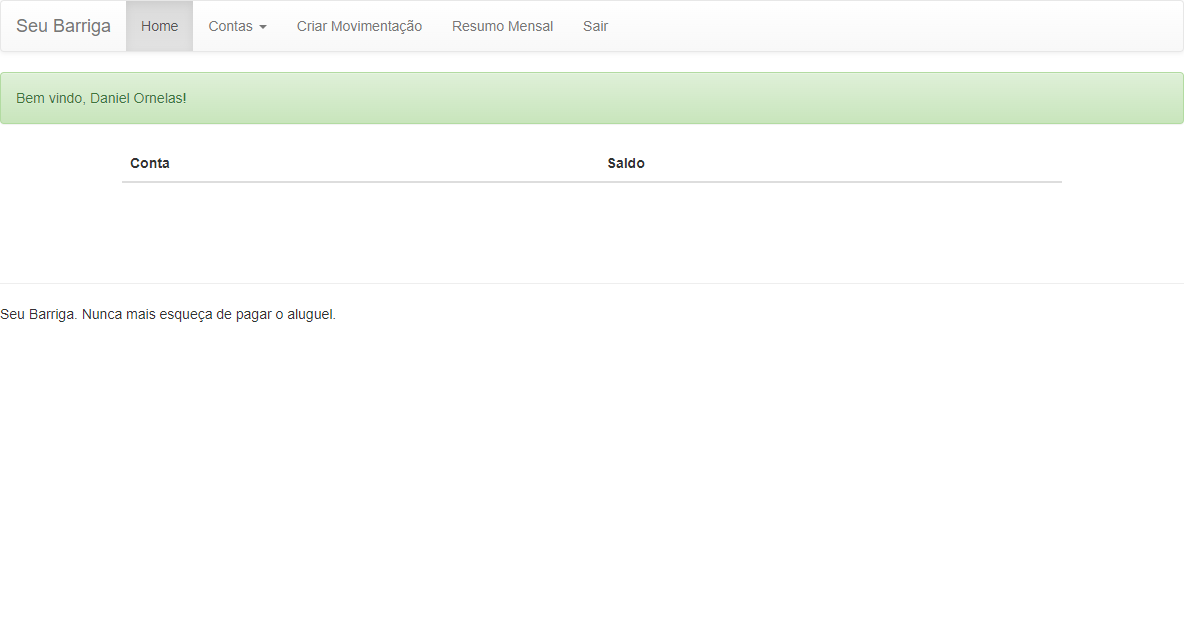 Seu Barriga Home Contas Criar Movimentação Resumo Mensal Sair
Bem vindo, Daniel Ornelas!
Conta Saldo
Seu Barriga. Nunca mais esqueça de pagar o aluguel.